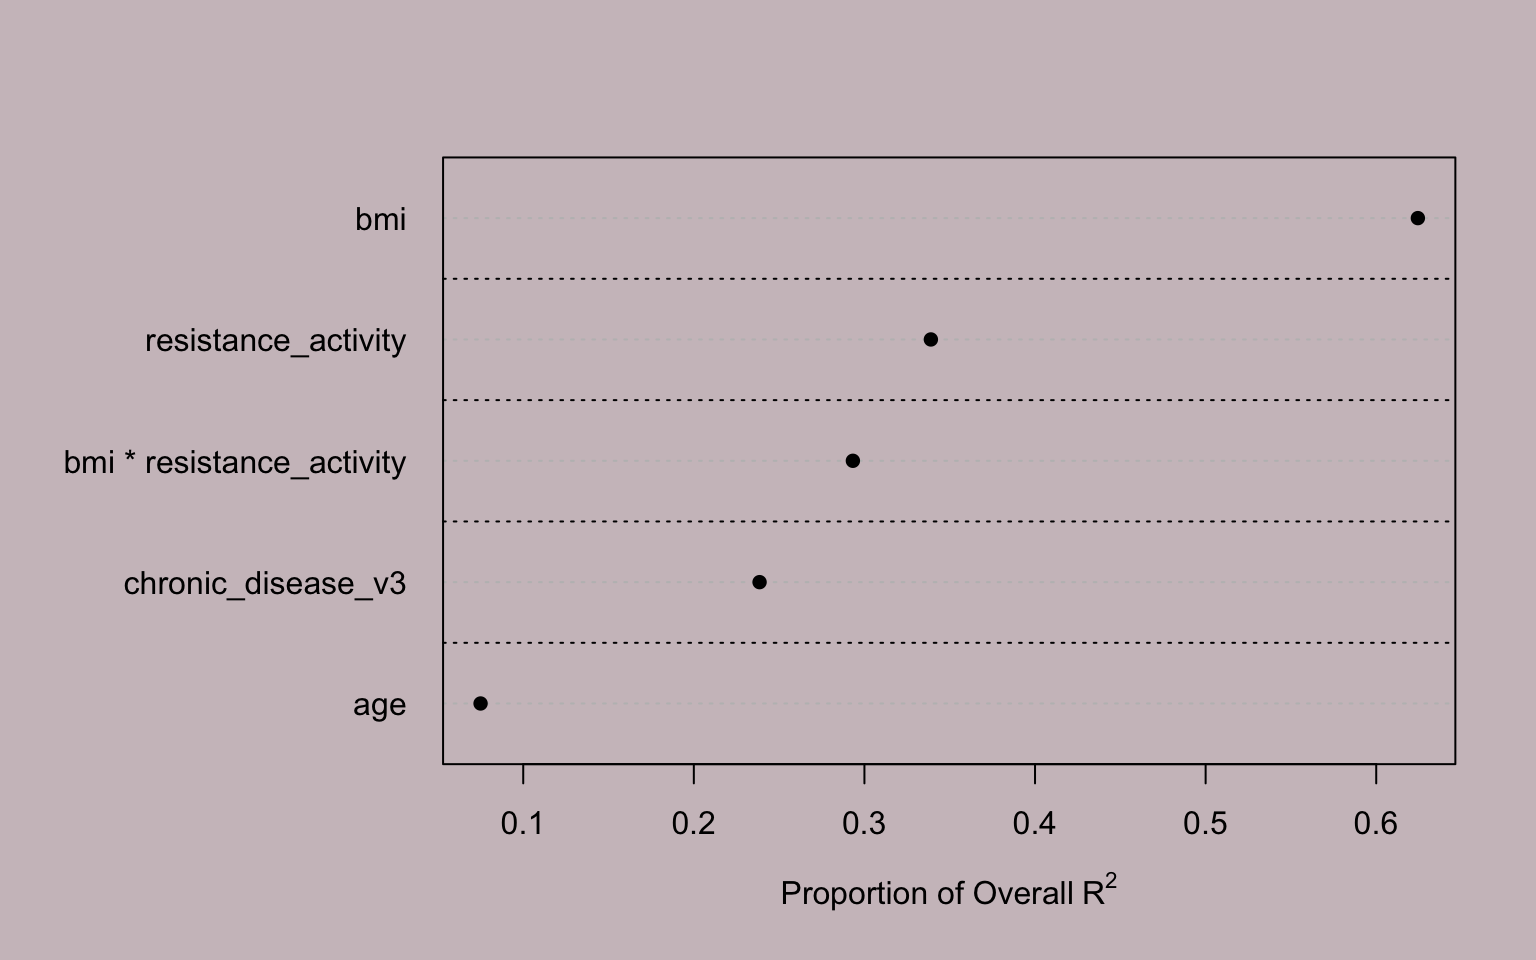 bmi
resistance_activity
bmi * resistance_activity
chronic_disease_v3
age
0.1 0.2 0.3 0.4 0.5 0.6
Proportion of Overall R²